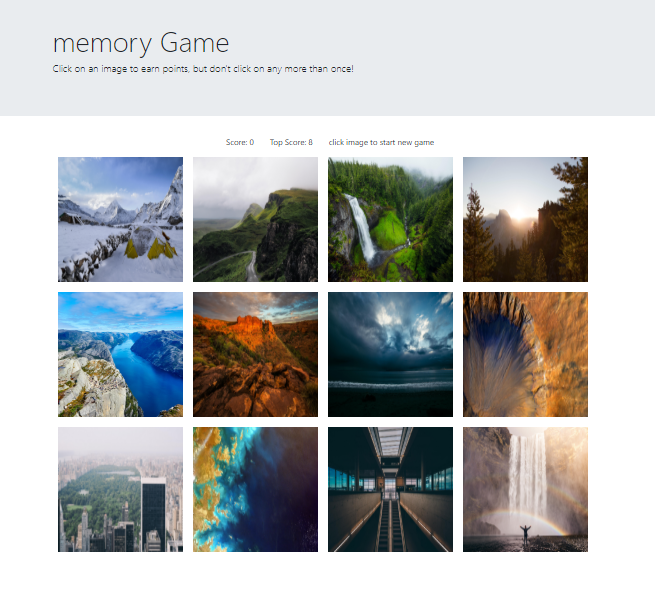 memory Game
Click on an image to earn points, but don't click on any more than once!
Score: 0 Top Score: 8 click image to start new game